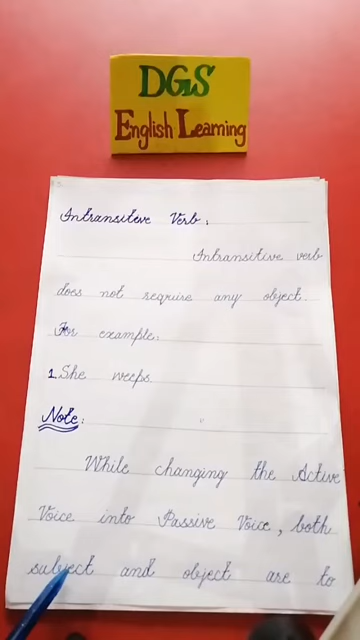 DGS
English Learning
Intransiteve Verb:
Intransitive verb
does not require any object.
For example:
1. She weeps.
Note:
While changing the Active
Voice into Passive Voice, both
subject and object are to